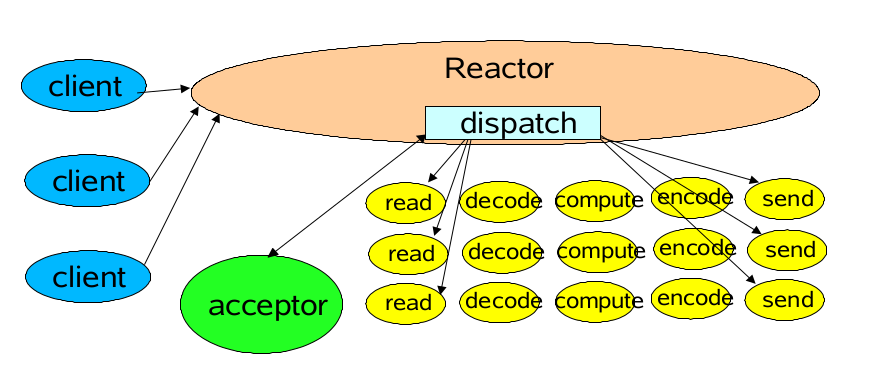 Reactor
client
dispatch
client
read decode compute encode send
read decode compute encode send
client
acceptor
read decode compute encode send